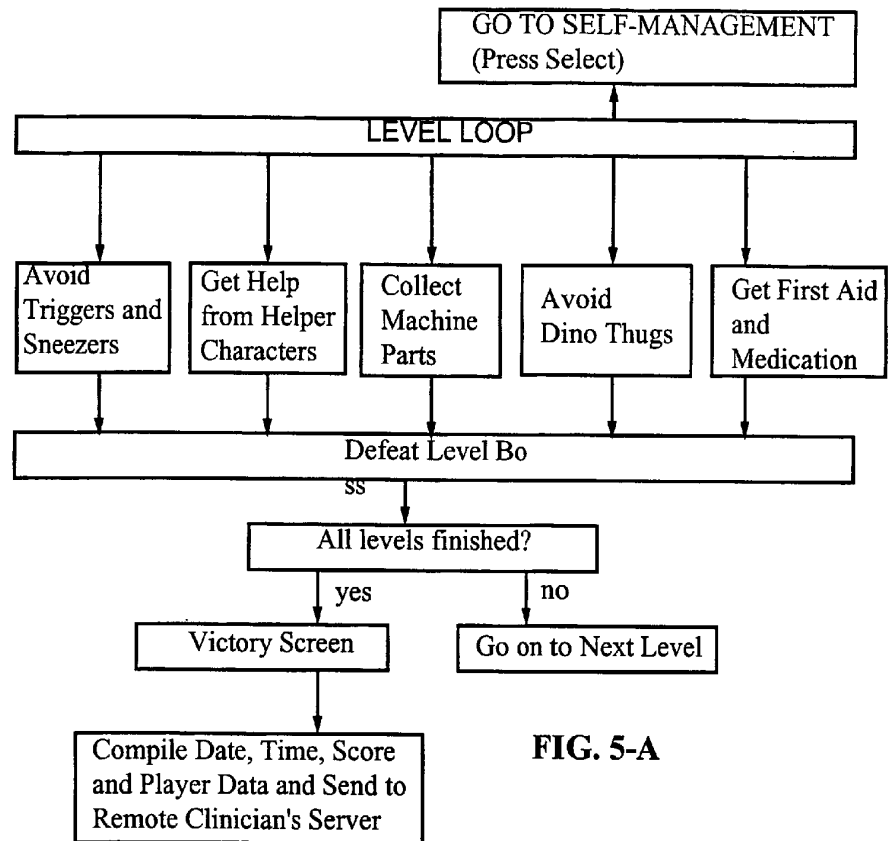 GO TO SELF-MANAGEMENT
(Press Select)
LEVEL LOOP
Avoid
Triggers and
Sneezers
Get Help
from Helper
Characters
Collect
Machine
Parts
Avoid
Dino Thugs
Get First Aid
and
Medication
Defeat Level Bo
ss
All levels finished?
yes
no
Victory Screen
Go on to Next Level
Compile Date, Time, Score
and Player Data and Send to
Remote Clinician's Server
FIG. 5-A